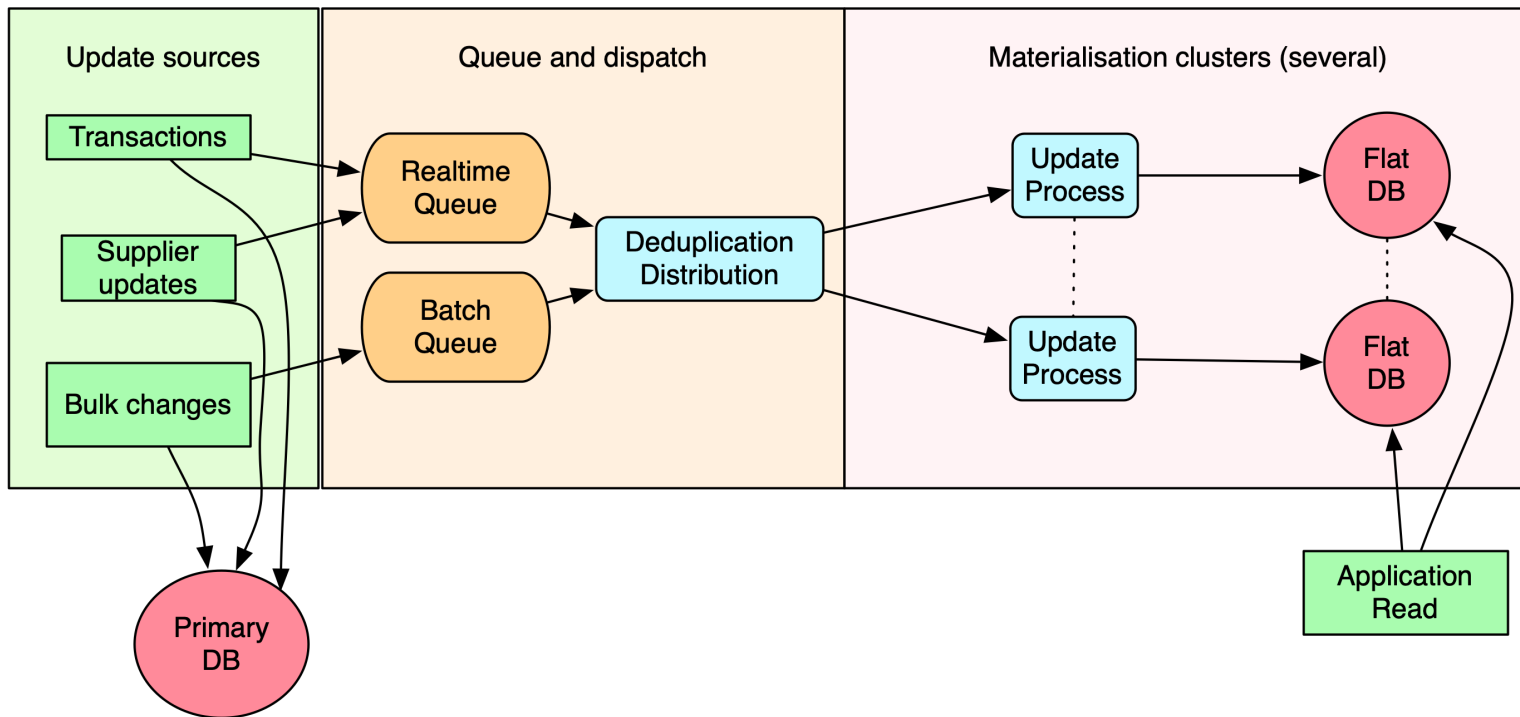 Update sources
Queue and dispatch
Materialisation clusters (several)
Transactions
Supplier
updates
Bulk changes
Realtime
Queue
Batch
Queue
Deduplication
Distribution
Update
Process
Update
Process
Flat
DB
Flat
DB
Primary
DB
Application
Read